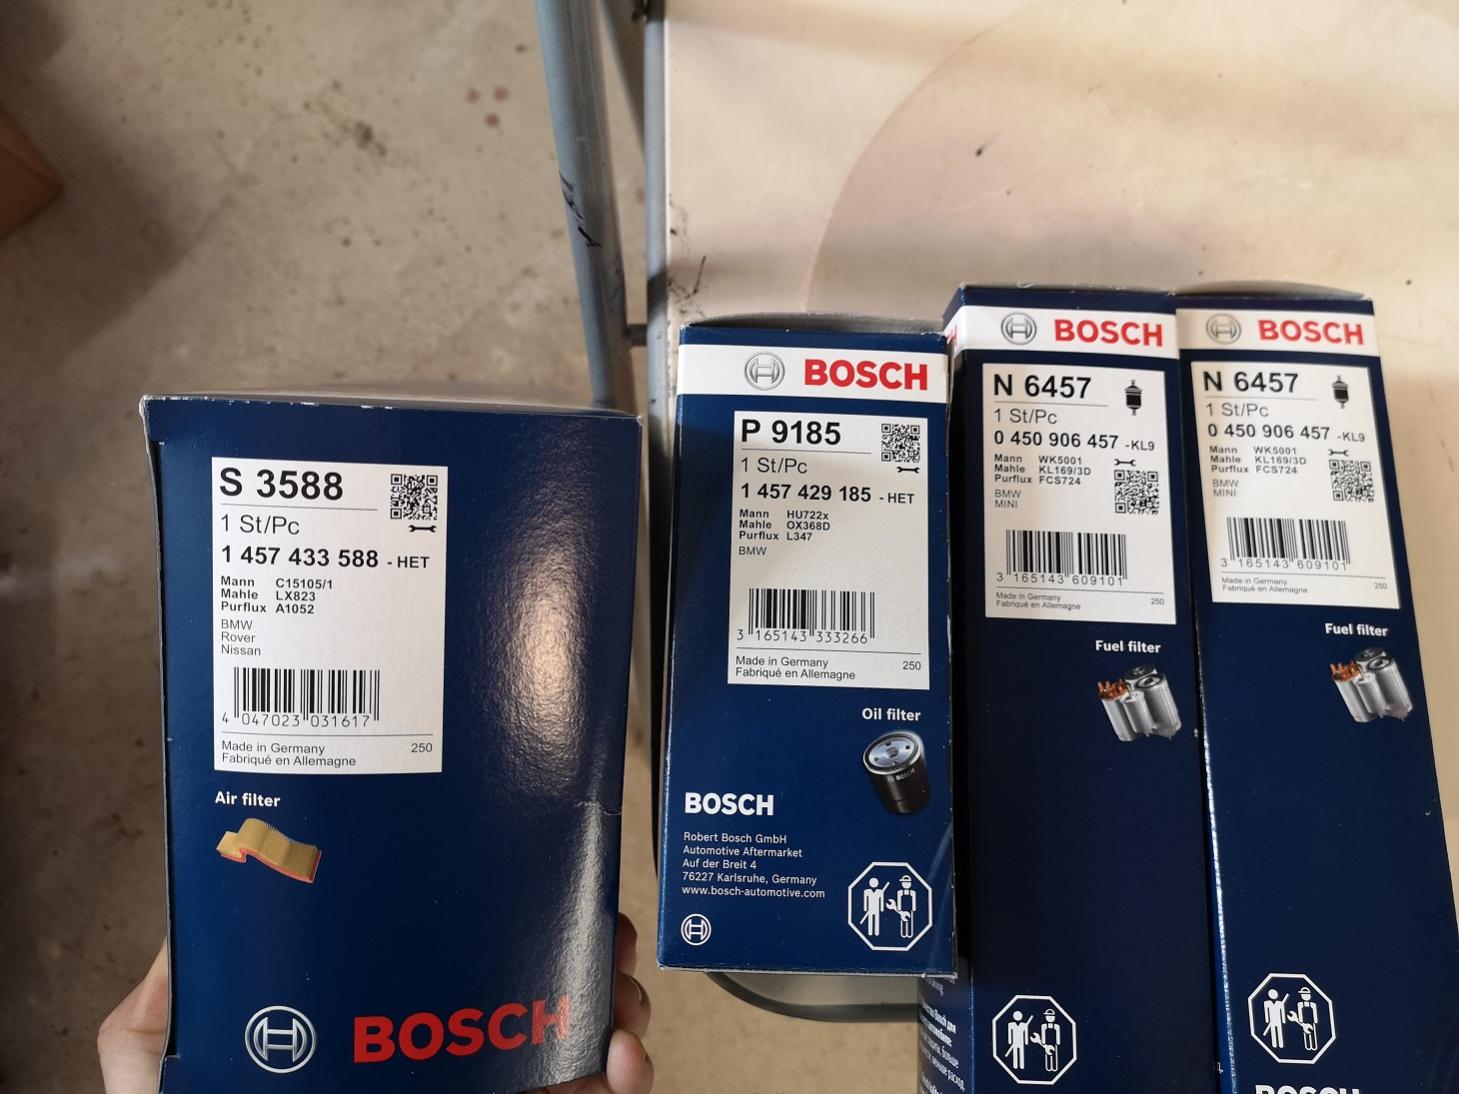 S 3588
1 St/Pc
1 457 433 588 - HET
Mann C15105/1
Mahle LX823
Purflux A1052
BMW
Rover
Nissan
4 047023 031617
Made in Germany 250
Fabriqué en Allemagne
Air filter
BOSCH
BOSCH
P 9185
1 St/Pc
1 457 429 185 - HET
Mann HU722x
Mahle OX368D
Purflux L347
BMW
3 165143 333266
Made in Germany 250
Fabriqué en Allemagne
Oil filter
BOSCH
BOSCH
Robert Bosch GmbH
Automotive Aftermarket
Auf der Breit 4
76227 Karlsruhe, Germany
www.bosch-automotive.com
BOSCH
N 6457
1 St/Pc
0 450 906 457 -KL9
Mann WK5001
Mahle KL169/3D
Purflux FCS724
BMW
MINI
3 165143 609101
Made in Germany 250
Fabriqué en Allemagne
Fuel filter
BOSCH
N 6457
1 St/Pc
0 450 906 457 -KL9
Mann WK5001
Mahle KL169/3D
Purflux FCS724
BMW
MINI
3 165143 609101
Made in Germany 250
Fabriqué en Allemagne
Fuel filter
BOSCH